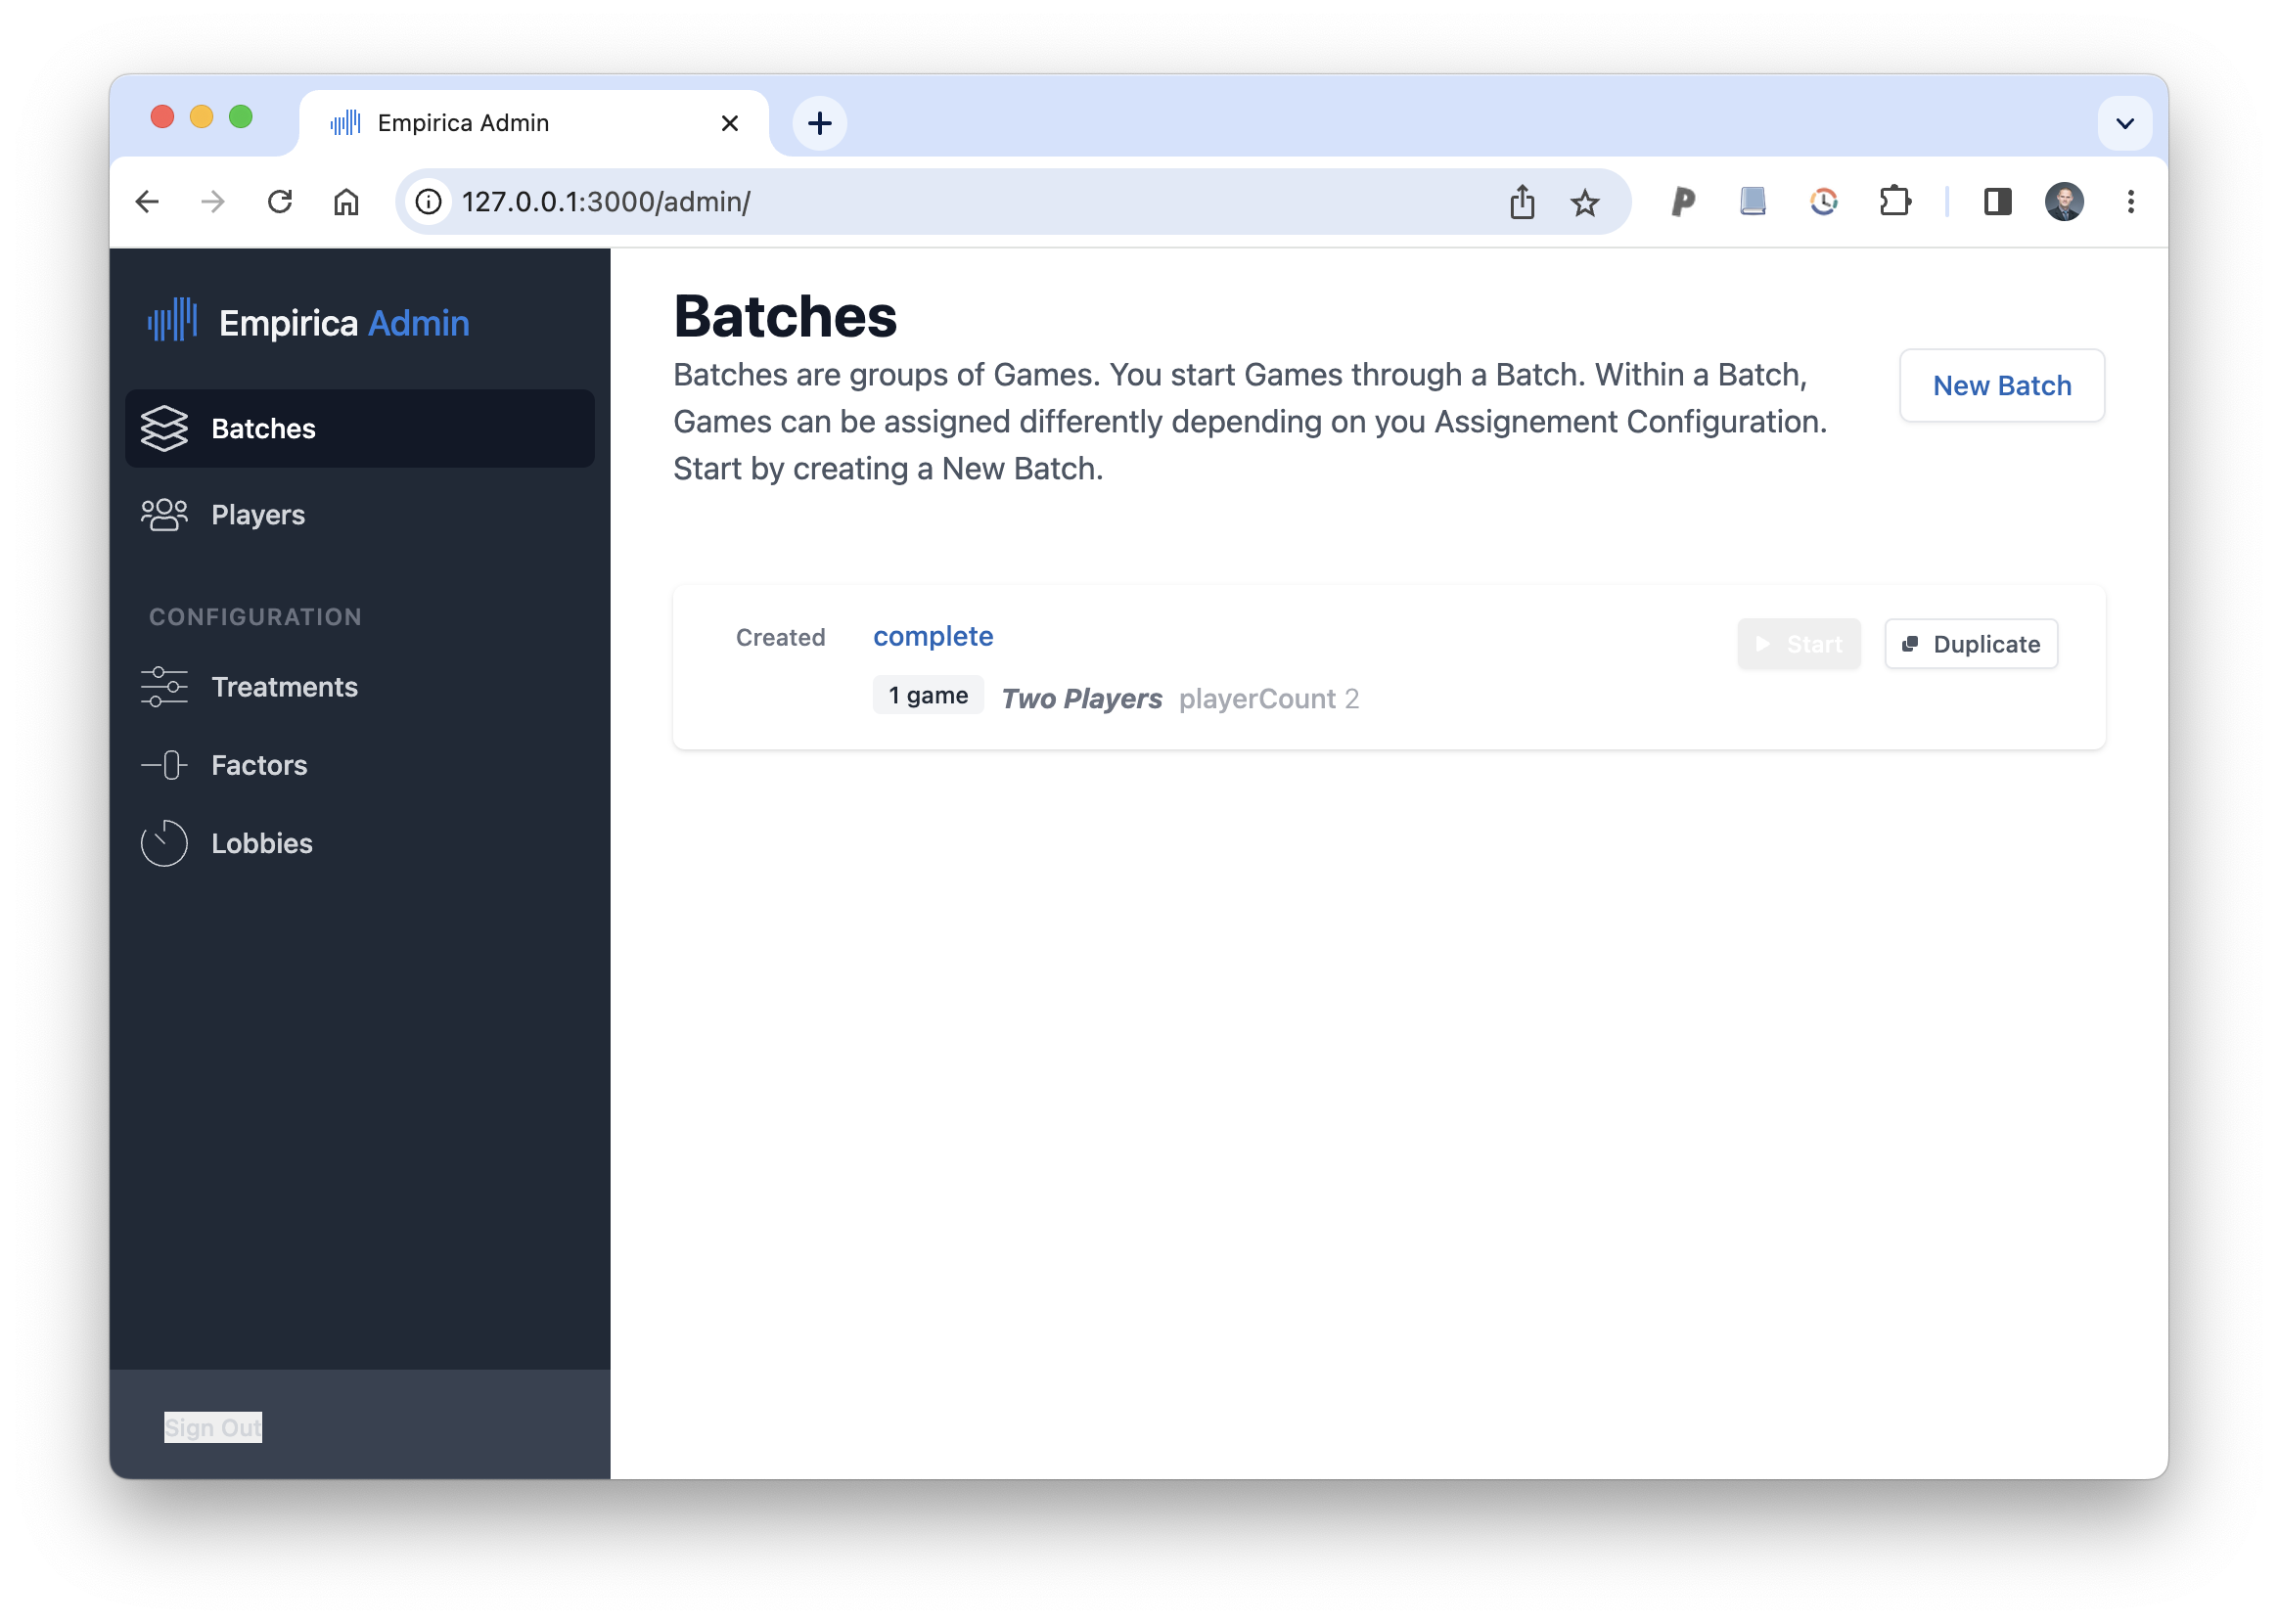 Empirica Admin
127.0.0.1:3000/admin/
Empirica Admin
Batches
Players
CONFIGURATION
Treatments
Factors
Lobbies
Sign Out
Batches
Batches are groups of Games. You start Games through a Batch. Within a Batch,
Games can be assigned differently depending on you Assignement Configuration.
Start by creating a New Batch.
New Batch
Created complete
Start
Duplicate
1 game Two Players playerCount 2